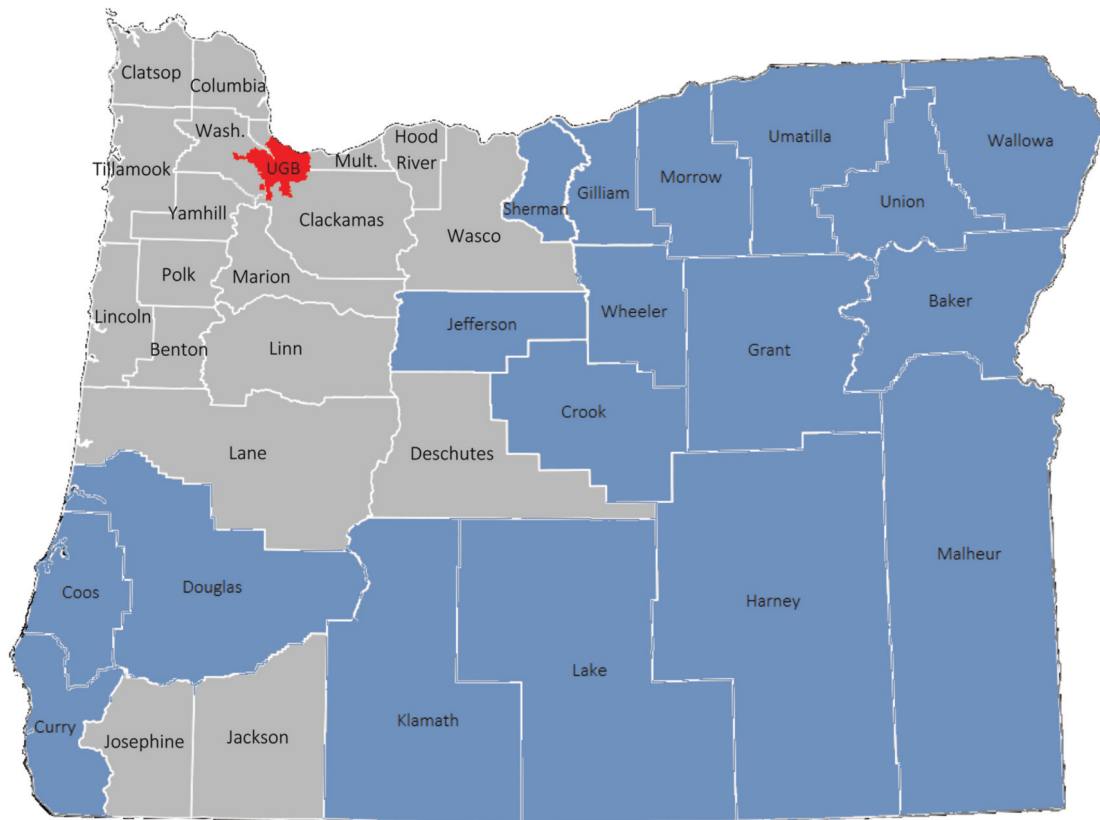 Clatsop
Columbia
Wash.
Hood
River
Mult.
UGB
Tillamook
Umatilla
Wallowa
Morrow
Gilliam
Sherman
Union
Yamhill
Clackamas
Wasco
Polk
Marion
Baker
Lincoln
Jefferson
Wheeler
Benton
Linn
Grant
Crook
Lane
Deschutes
Malheur
Coos
Douglas
Harney
Lake
Curry
Klamath
Josephine
Jackson